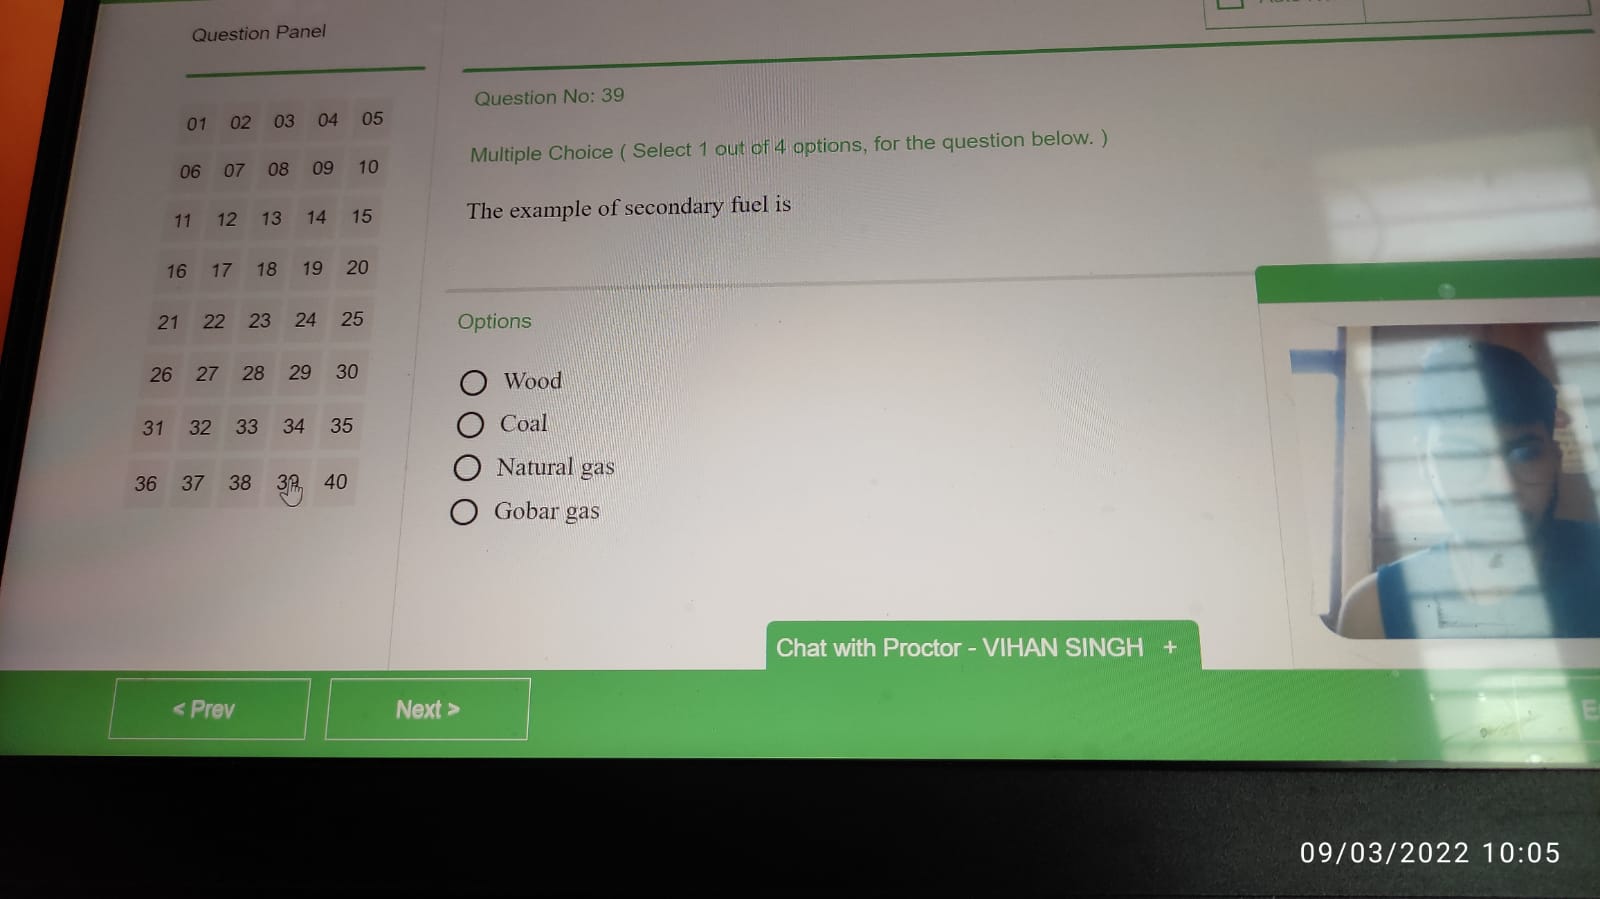 Question Panel
01 02 03 04 05
06 07 08 09 10
11 12 13 14 15
16 17 18 19 20
21 22 23 24 25
26 27 28 29 30
31 32 33 34 35
36 37 38 39 40
Question No: 39
Multiple Choice ( Select 1 out of 4 options, for the question below. )
The example of secondary fuel is
Options
Wood
Coal
Natural gas
Gobar gas
Chat with Proctor - VIHAN SINGH +
< Prev
Next >
09/03/2022 10:05